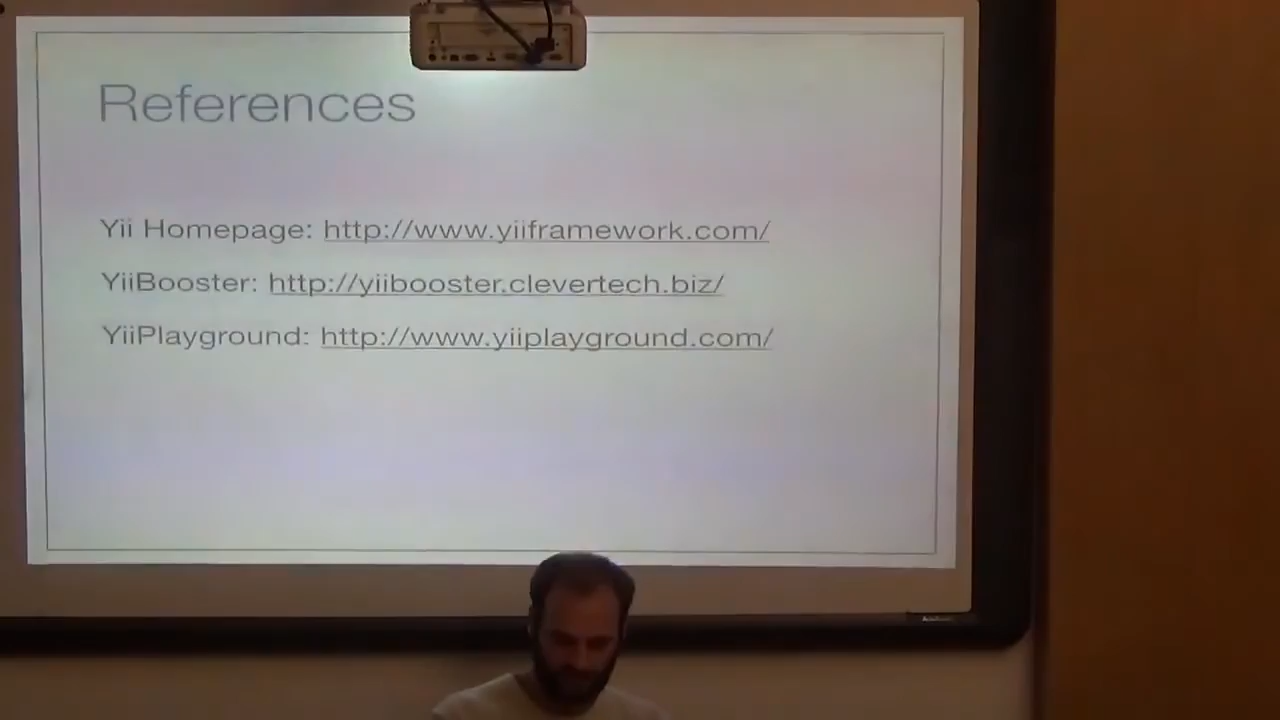 References
Yii Homepage: http://www.yiiframework.com/
YiiBooster: http://yiibooster.clevertech.biz/
YiiPlayground: http://www.yiiplayground.com/